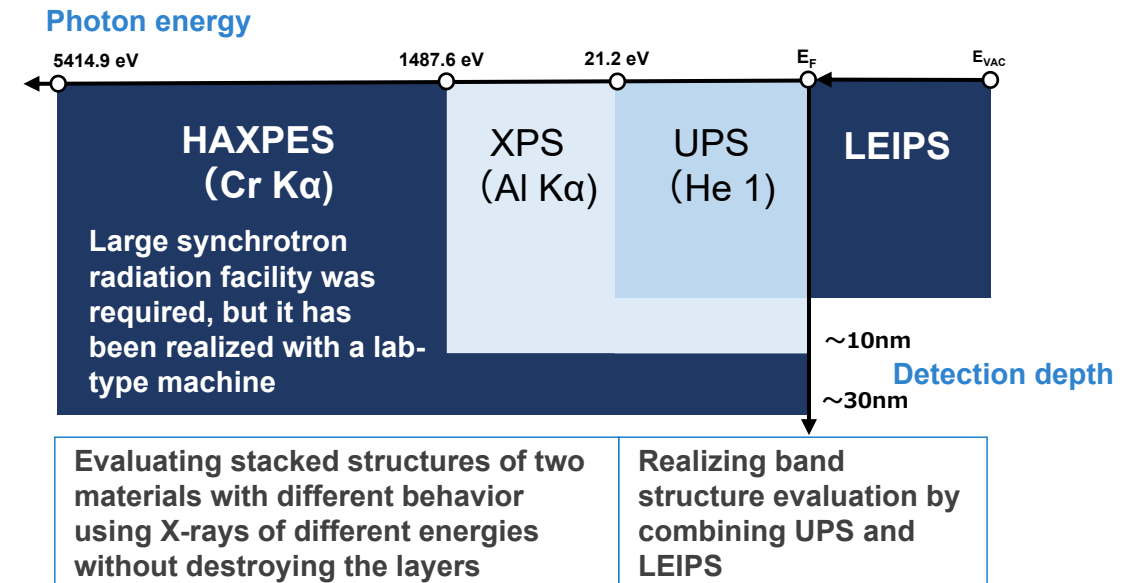 Photon energy
5414.9 eV
1487.6 eV
21.2 eV
E_F
E_VAC
HAXPES
（Cr Kα)
XPS
（Al Kα)
UPS
（He 1)
LEIPS
Large synchrotron
radiation facility was
required, but it has
been realized with a lab-
type machine
～10nm
Detection depth
～30nm
Evaluating stacked structures of two
materials with different behavior
using X-rays of different energies
without destroying the layers
Realizing band
structure evaluation by
combining UPS and
LEIPS